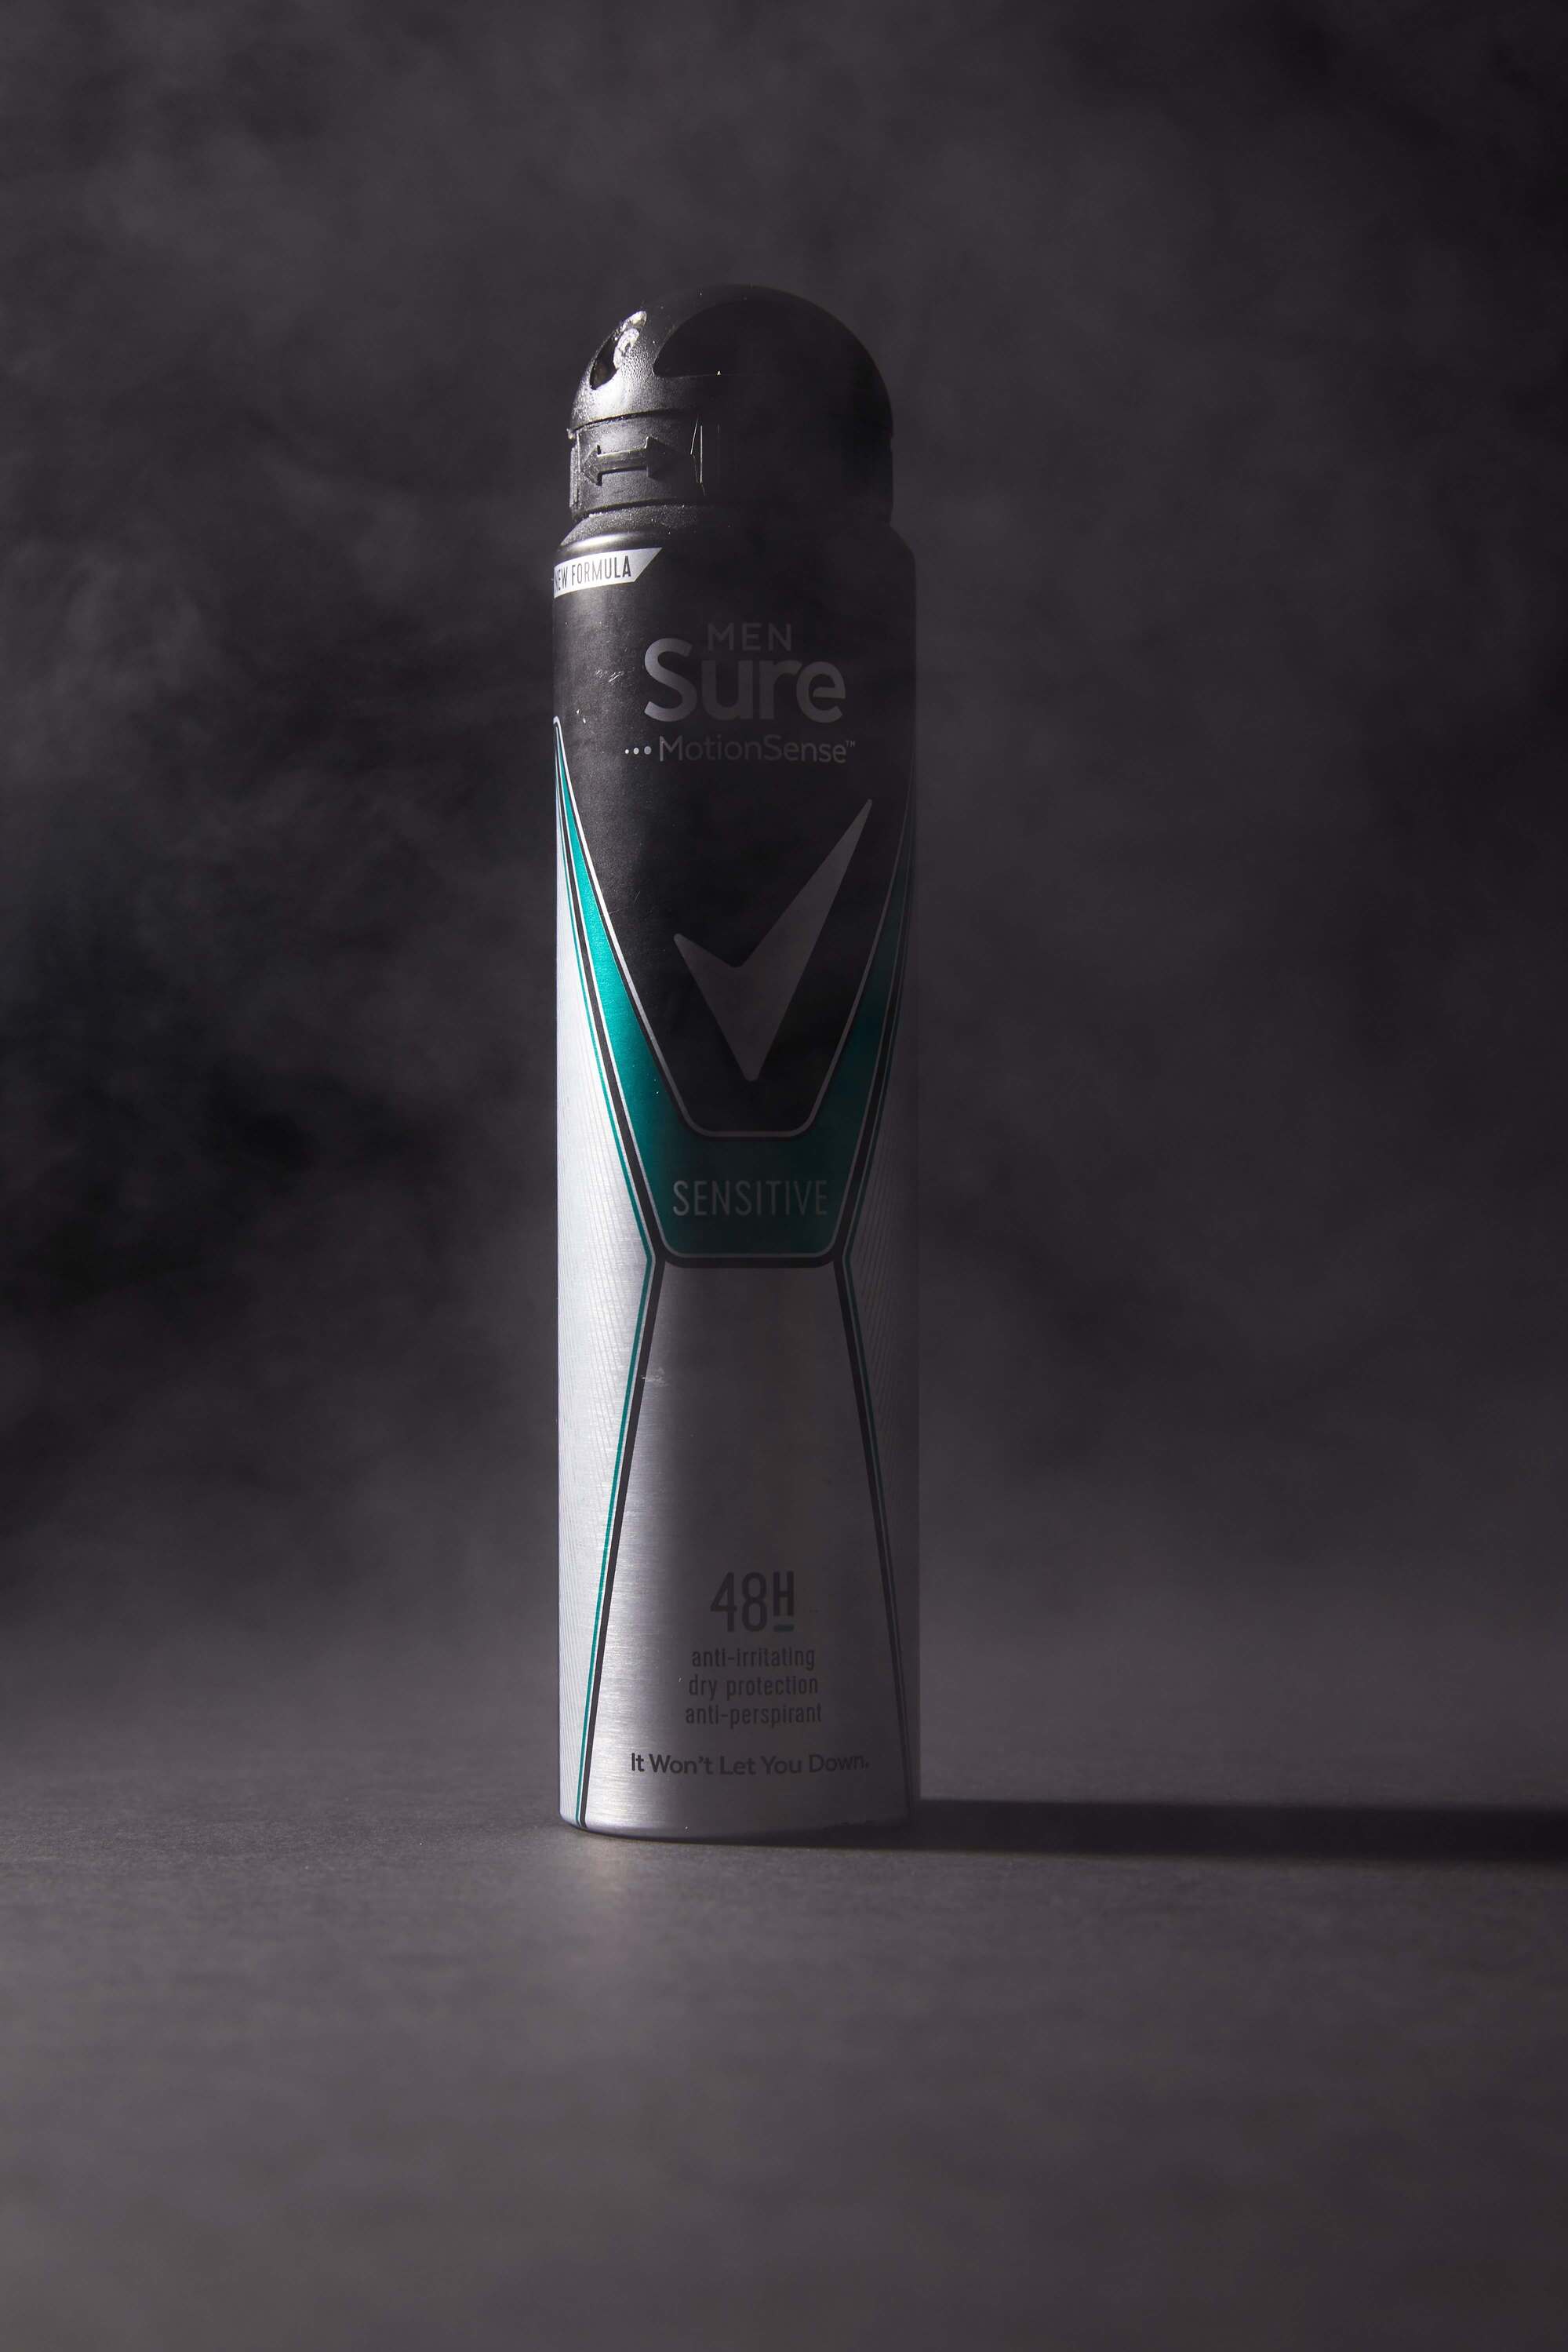 NEW FORMULA
MEN
Sure
MotionSense™
SENSITIVE
48H
anti-irritating
dry protection
anti-perspirant
It Won't Let You Down.